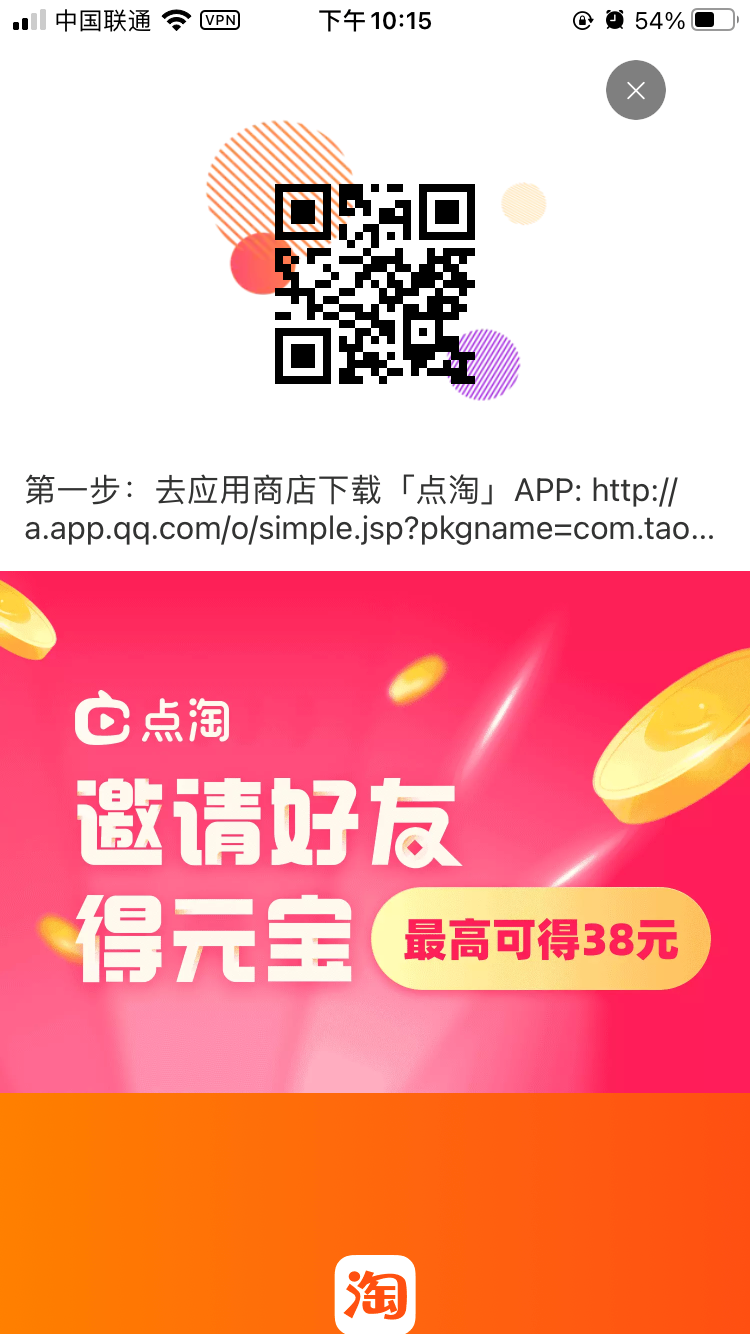 中国联通 VPN 下午10:15 54%
第一步：去应用商店下载「点淘」APP: http://
a.app.qq.com/o/simple.jsp?pkgname=com.tao...
点淘
邀请好友
得元宝 最高可得38元
淘